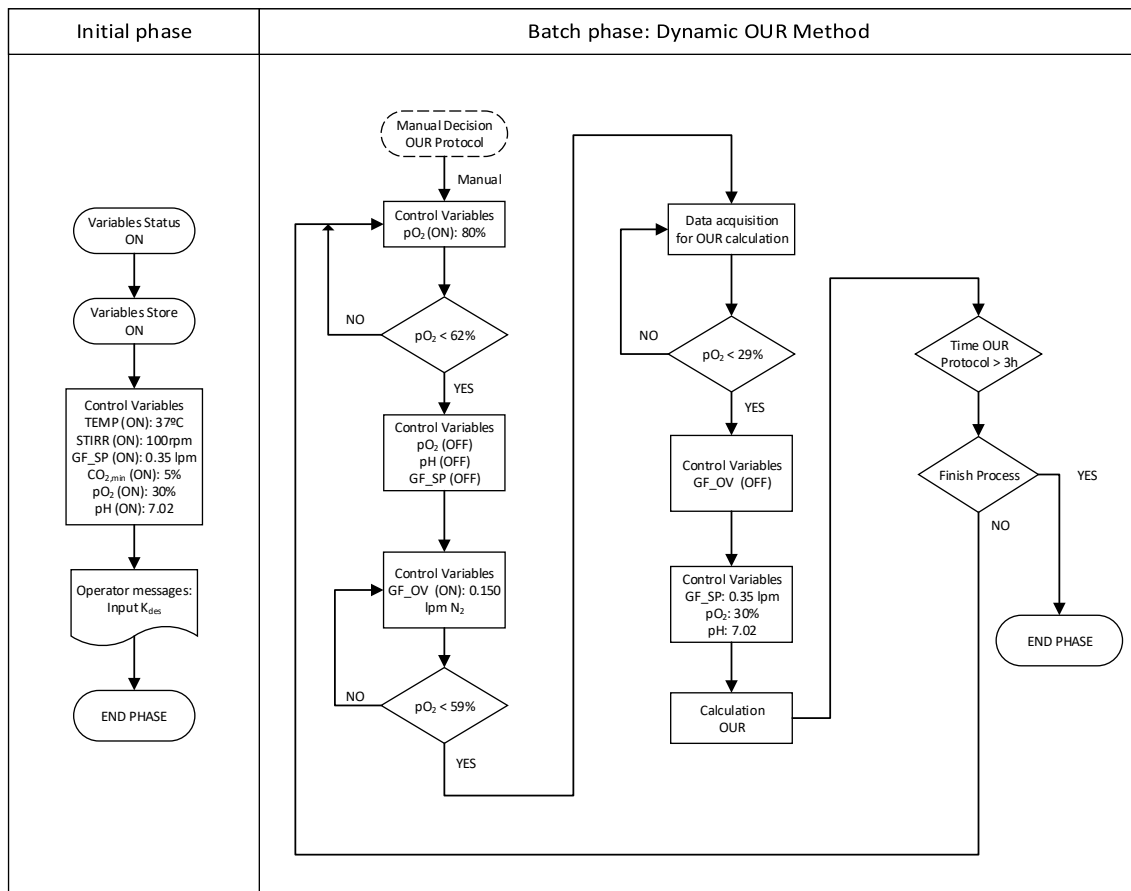 Initial phase
Batch phase: Dynamic OUR Method
Variables Status
ON
Variables Store
ON
Control Variables
TEMP (ON): 37ºC
STIRR (ON): 100rpm
GF_SP (ON): 0.35 lpm
CO2,min (ON): 5%
pO2 (ON): 30%
pH (ON): 7.02
Operator messages:
Input Kdes
END PHASE
Manual Decision
OUR Protocol
Manual
Control Variables
pO2 (ON): 80%
NO
pO2 < 62%
YES
Control Variables
pO2 (OFF)
pH (OFF)
GF_SP (OFF)
Control Variables
GF_OV (ON): 0.150
lpm N2
NO
pO2 < 59%
YES
Data acquisition
for OUR calculation
NO
pO2 < 29%
YES
Control Variables
GF_OV (OFF)
Control Variables
GF_SP: 0.35 lpm
pO2: 30%
pH: 7.02
Calculation
OUR
Time OUR
Protocol > 3h
Finish Process
YES
NO
END PHASE